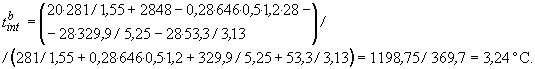 t_int^b = (20·281/1,55 + 2848 − 0,28·646·0,5·1,2·28 −
− 28·329,9 / 5,25 − 28·53,3 / 3,13) /
/ (281/1,55 + 0,28·646·0,5·1,2 + 329,9 / 5,25 + 53,3 / 3,13) = 1198,75 / 369,7 = 3,24 °C.